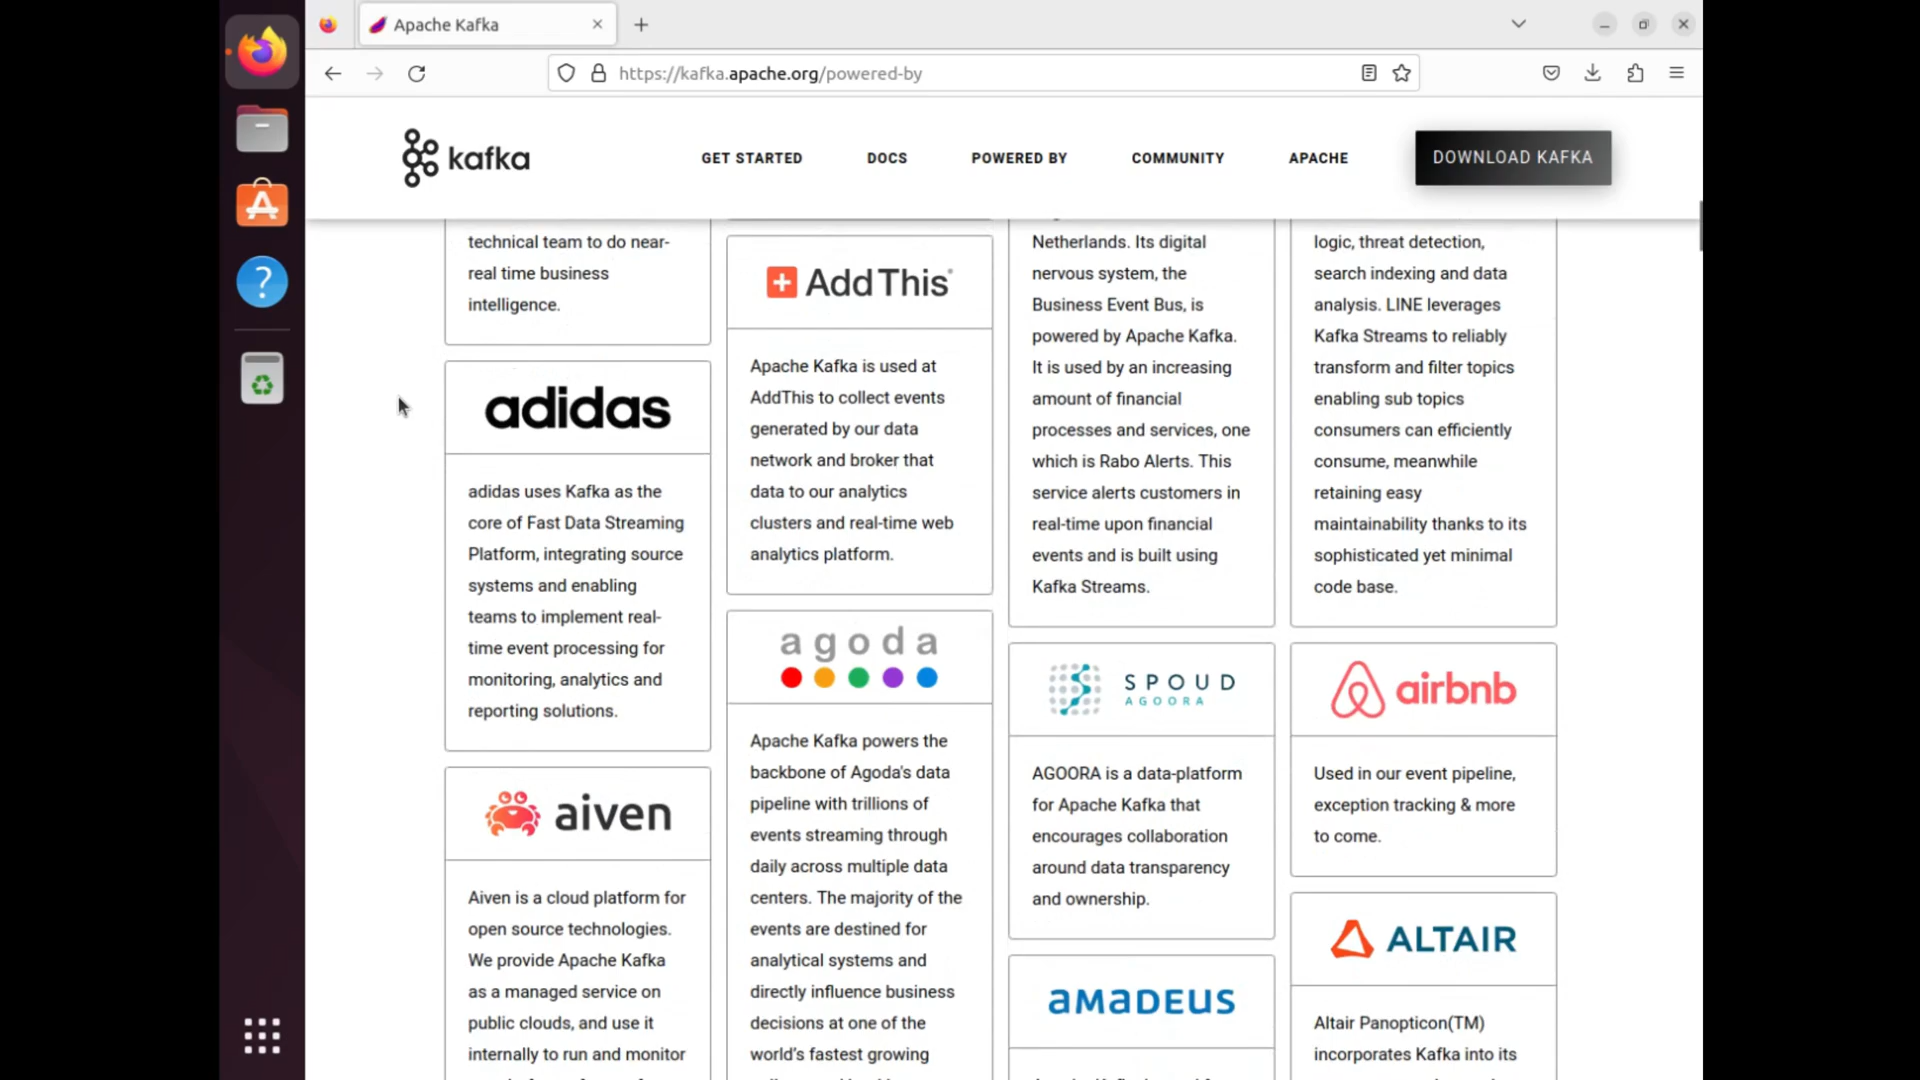 Apache Kafka
https://kafka.apache.org/powered-by
kafka
GET STARTED
DOCS
POWERED BY
COMMUNITY
APACHE
DOWNLOAD KAFKA
technical team to do near-
real time business
intelligence.
adidas
adidas uses Kafka as the
core of Fast Data Streaming
Platform, integrating source
systems and enabling
teams to implement real-
time event processing for
monitoring, analytics and
reporting solutions.
aiven
Aiven is a cloud platform for
open source technologies.
We provide Apache Kafka
as a managed service on
public clouds, and use it
internally to run and monitor
AddThis
Apache Kafka is used at
AddThis to collect events
generated by our data
network and broker that
data to our analytics
clusters and real-time web
analytics platform.
agoda
Apache Kafka powers the
backbone of Agoda's data
pipeline with trillions of
events streaming through
daily across multiple data
centers. The majority of the
events are destined for
analytical systems and
directly influence business
decisions at one of the
world's fastest growing
Netherlands. Its digital
nervous system, the
Business Event Bus, is
powered by Apache Kafka.
It is used by an increasing
amount of financial
processes and services, one
which is Rabo Alerts. This
service alerts customers in
real-time upon financial
events and is built using
Kafka Streams.
SPOUD
AGOORA
AGOORA is a data-platform
for Apache Kafka that
encourages collaboration
around data transparency
and ownership.
amadeus
logic, threat detection,
search indexing and data
analysis. LINE leverages
Kafka Streams to reliably
transform and filter topics
enabling sub topics
consumers can efficiently
consume, meanwhile
retaining easy
maintainability thanks to its
sophisticated yet minimal
code base.
airbnb
Used in our event pipeline,
exception tracking & more
to come.
ALTAIR
Altair Panopticon(TM)
incorporates Kafka into its